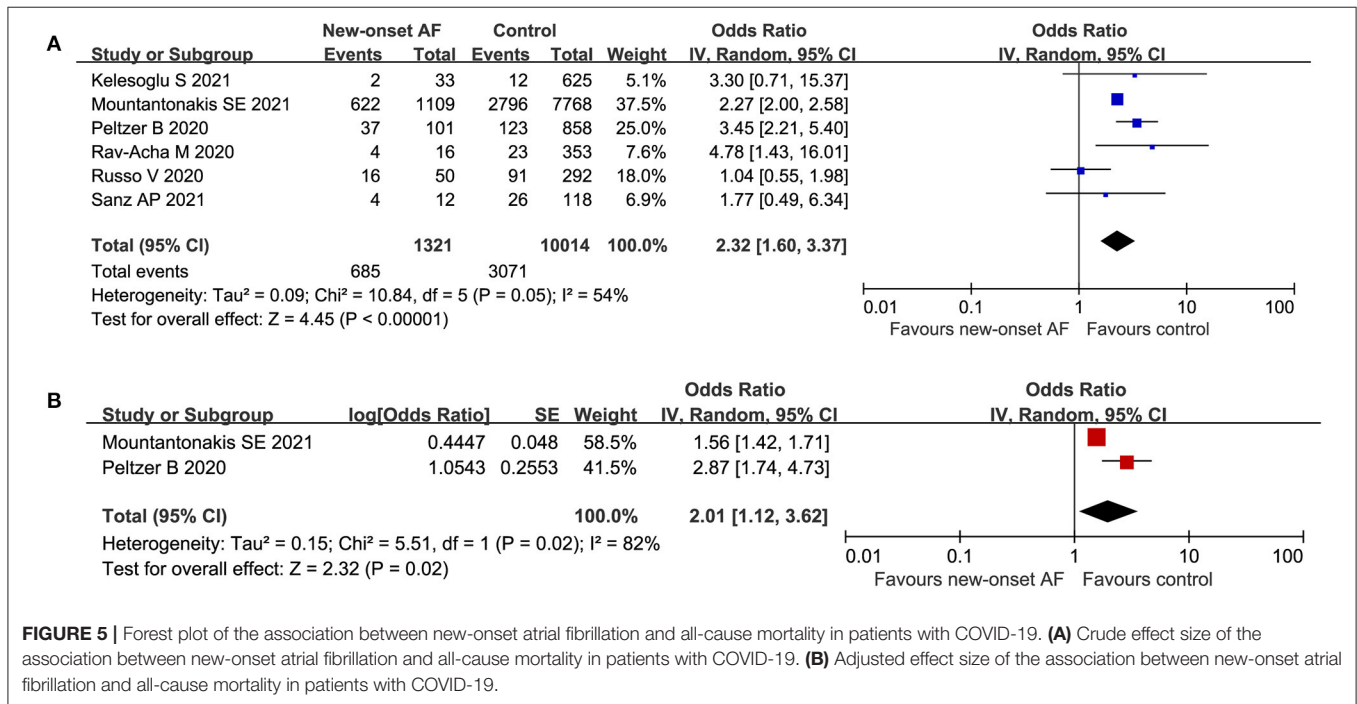 A
New-onset AF Control Odds Ratio Odds Ratio
Study or Subgroup Events Total Events Total Weight IV, Random, 95% CI IV, Random, 95% CI
Kelesoglu S 2021 2 33 12 625 5.1% 3.30 [0.71, 15.37]
Mountantonakis SE 2021 622 1109 2796 7768 37.5% 2.27 [2.00, 2.58]
Peltzer B 2020 37 101 123 858 25.0% 3.45 [2.21, 5.40]
Rav-Acha M 2020 4 16 23 353 7.6% 4.78 [1.43, 16.01]
Russo V 2020 16 50 91 292 18.0% 1.04 [0.55, 1.98]
Sanz AP 2021 4 12 26 118 6.9% 1.77 [0.49, 6.34]
Total (95% CI) 1321 10014 100.0% 2.32 [1.60, 3.37]
Total events 685 3071
Heterogeneity: Tau² = 0.09; Chi² = 10.84, df = 5 (P = 0.05); I² = 54%
Test for overall effect: Z = 4.45 (P < 0.00001)
0.01 0.1 1 10 100
Favours new-onset AF Favours control
B
Odds Ratio Odds Ratio
Study or Subgroup log[Odds Ratio] SE Weight IV, Random, 95% CI IV, Random, 95% CI
Mountantonakis SE 2021 0.4447 0.048 58.5% 1.56 [1.42, 1.71]
Peltzer B 2020 1.0543 0.2553 41.5% 2.87 [1.74, 4.73]
Total (95% CI) 100.0% 2.01 [1.12, 3.62]
Heterogeneity: Tau² = 0.15; Chi² = 5.51, df = 1 (P = 0.02); I² = 82%
Test for overall effect: Z = 2.32 (P = 0.02)
0.01 0.1 1 10 100
Favours new-onset AF Favours control
FIGURE 5 | Forest plot of the association between new-onset atrial fibrillation and all-cause mortality in patients with COVID-19. (A) Crude effect size of the
association between new-onset atrial fibrillation and all-cause mortality in patients with COVID-19. (B) Adjusted effect size of the association between new-onset atrial
fibrillation and all-cause mortality in patients with COVID-19.